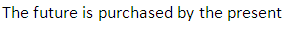 The future is purchased by the present